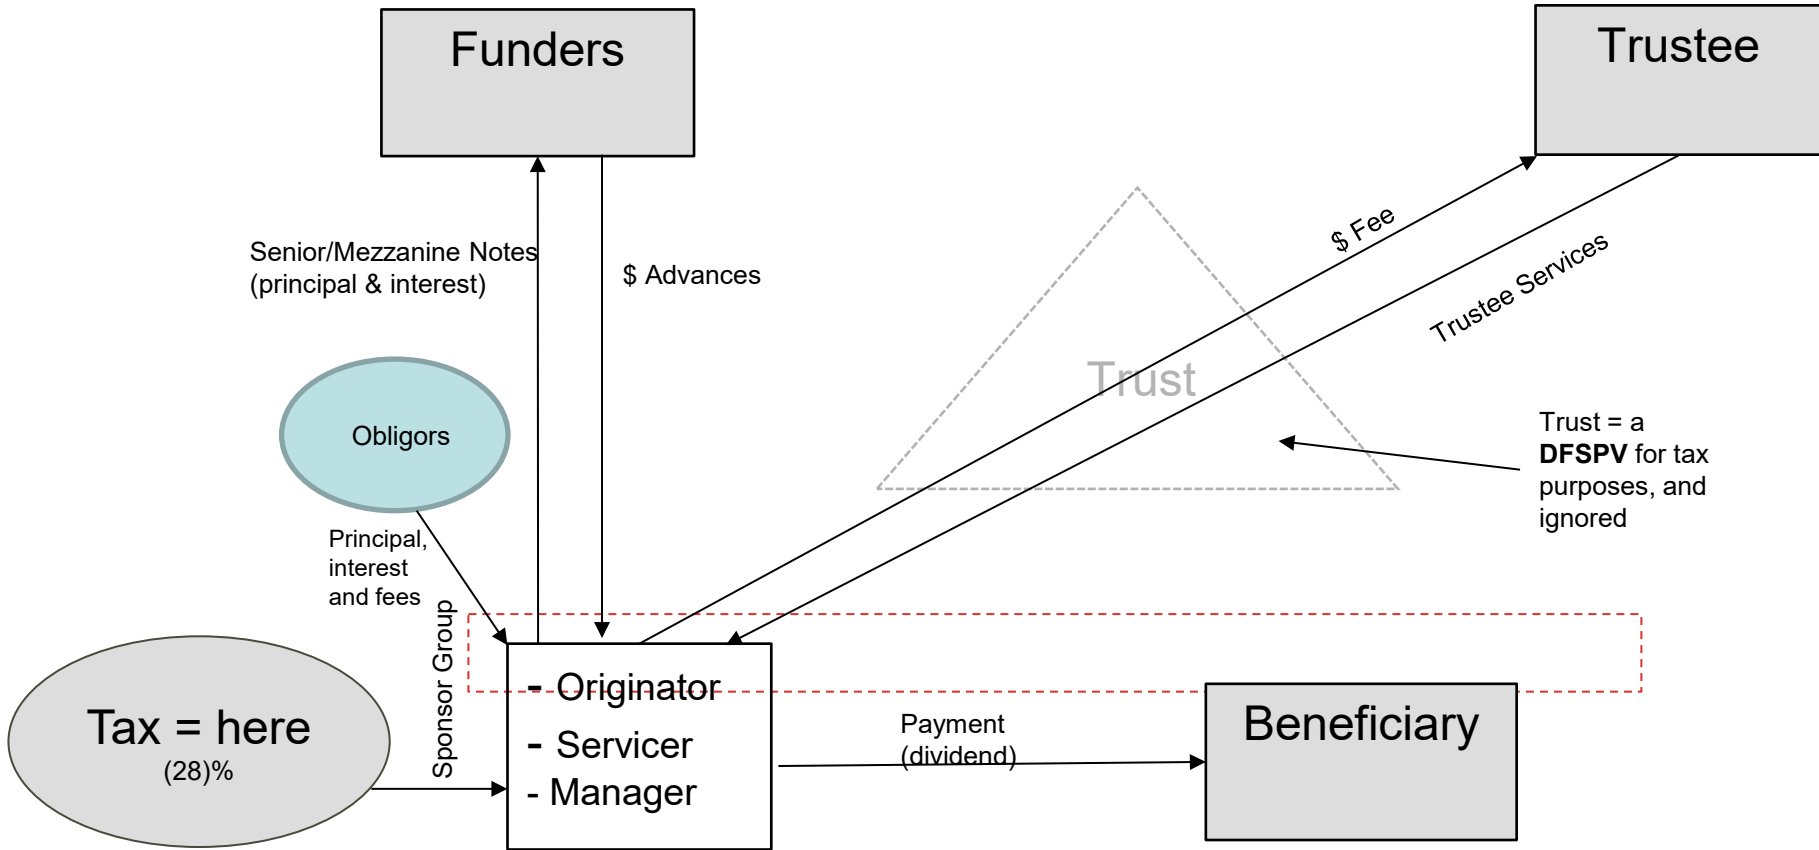 Funders
Trustee
Senior/Mezzanine Notes
(principal & interest)
$ Advances
$ Fee
Trustee Services
Trust
Obligors
Trust = a
DFSPV for tax
purposes, and
ignored
Principal,
interest
and fees
Sponsor Group
Tax = here
(28)%
- Originator
- Servicer
- Manager
Payment
(dividend)
Beneficiary